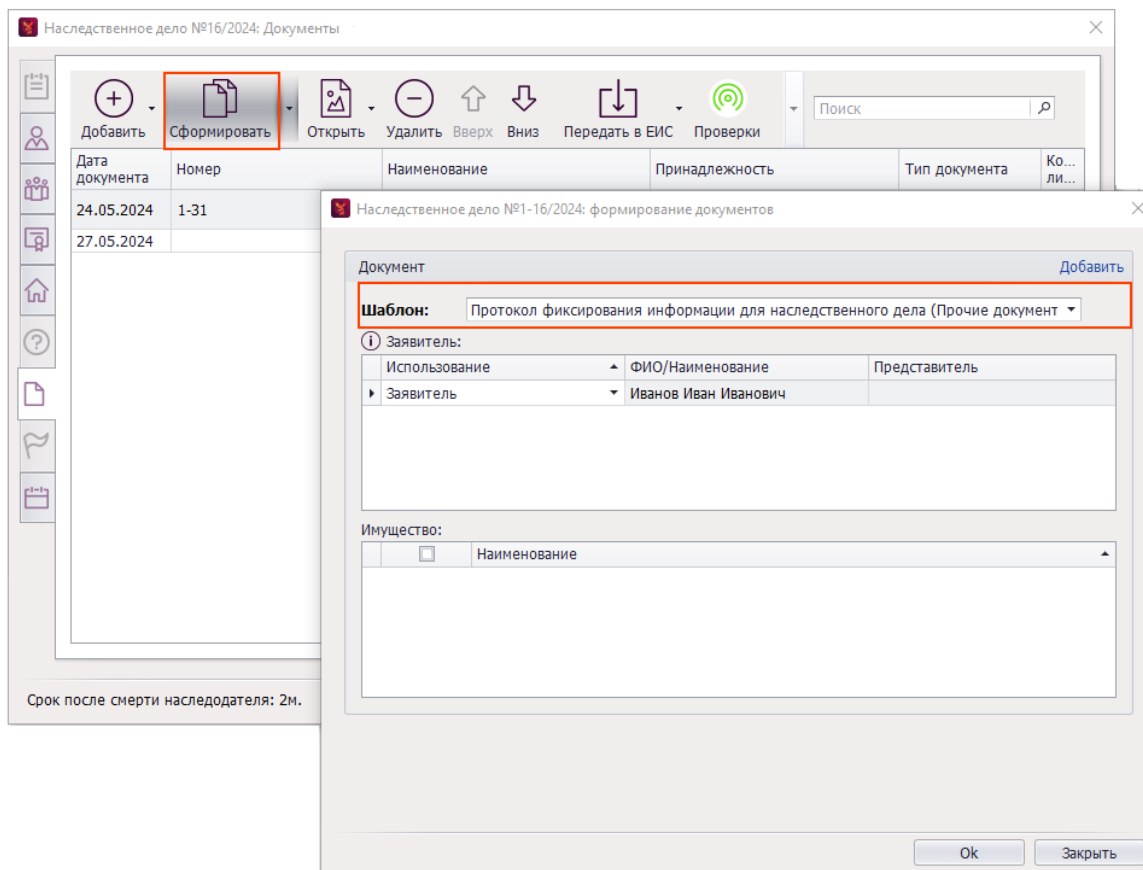 Наследственное дело №16/2024: Документы
Добавить Сформировать Открыть Удалить Вверх Вниз Передать в ЕИС Проверки Поиск
Дата документа Номер Наименование Принадлежность Тип документа Ко... ли...
24.05.2024 1-31
27.05.2024
Срок после смерти наследодателя: 2м.
Наследственное дело №1-16/2024: формирование документов
Документ Добавить
Шаблон: Протокол фиксирования информации для наследственного дела (Прочие документ
Заявитель:
Использование ФИО/Наименование Представитель
Заявитель Иванов Иван Иванович
Имущество:
Наименование
Ok Закрыть